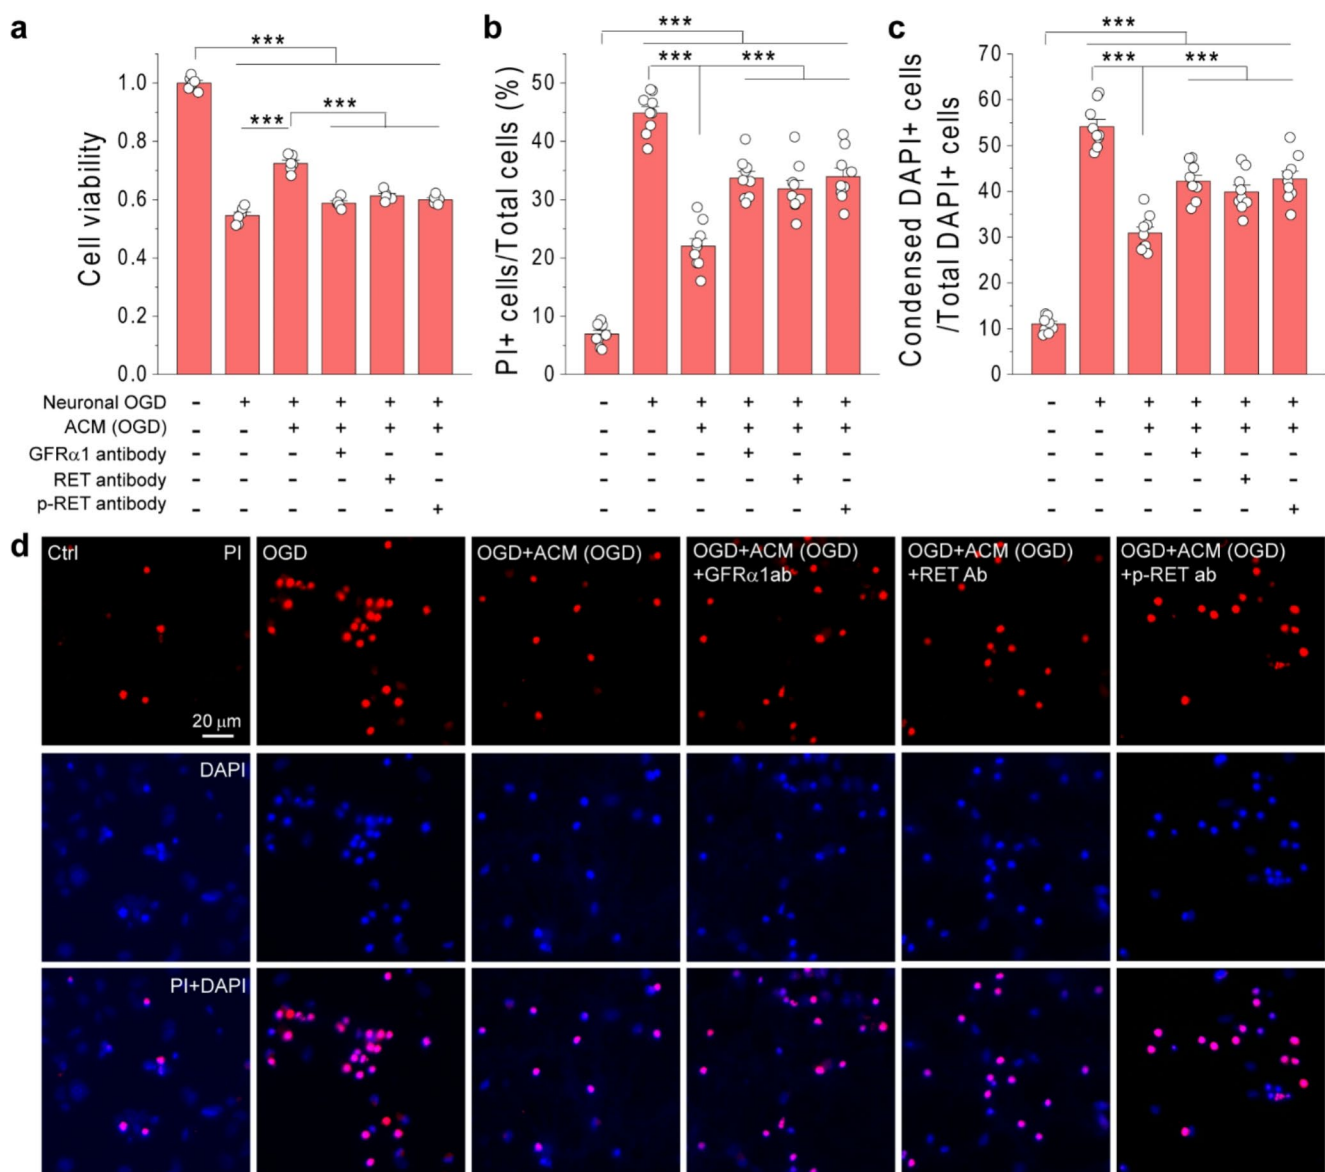 a
***
***
***
Cell viability
1.0
0.8
0.6
0.4
0.2
0.0
b
***
***
***
PI+ cells/Total cells (%)
50
40
30
20
10
0
c
***
***
***
Condensed DAPI+ cells
/Total DAPI+ cells
70
60
50
40
30
20
10
0
Neuronal OGD - + + + + +
ACM (OGD) - - + + + +
GFRα1 antibody - - - + - -
RET antibody - - - - + -
p-RET antibody - - - - - +
- + + + + +
- - + + + +
- - - + - -
- - - - + -
- - - - - +
- + + + + +
- - + + + +
- - - + - -
- - - - + -
- - - - - +
d
Ctrl PI
20 μm
OGD
OGD+ACM (OGD)
OGD+ACM (OGD)
+GFRα1ab
OGD+ACM (OGD)
+RET Ab
OGD+ACM (OGD)
+p-RET ab
DAPI
PI+DAPI